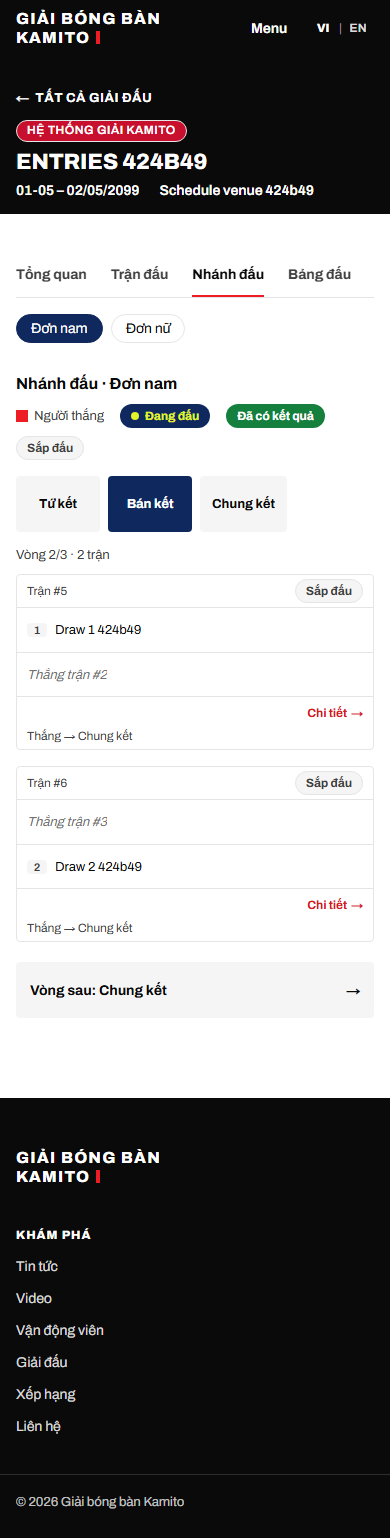 GIẢI BÓNG BÀN
KAMITO
Menu
VI | EN
← TẤT CẢ GIẢI ĐẤU
HỆ THỐNG GIẢI KAMITO
ENTRIES 424B49
01-05 – 02/05/2099 Schedule venue 424b49
Tổng quan Trận đấu Nhánh đấu Bảng đấu
Đơn nam Đơn nữ
Nhánh đấu · Đơn nam
Người thắng Đang đấu Đã có kết quả
Sắp đấu
Tứ kết Bán kết Chung kết
Vòng 2/3 · 2 trận
Trận #5 Sắp đấu
1 Draw 1 424b49
Thắng trận #2
Chi tiết →
Thắng → Chung kết
Trận #6 Sắp đấu
Thắng trận #3
2 Draw 2 424b49
Chi tiết →
Thắng → Chung kết
Vòng sau: Chung kết →
GIẢI BÓNG BÀN
KAMITO
KHÁM PHÁ
Tin tức
Video
Vận động viên
Giải đấu
Xếp hạng
Liên hệ
© 2026 Giải bóng bàn Kamito